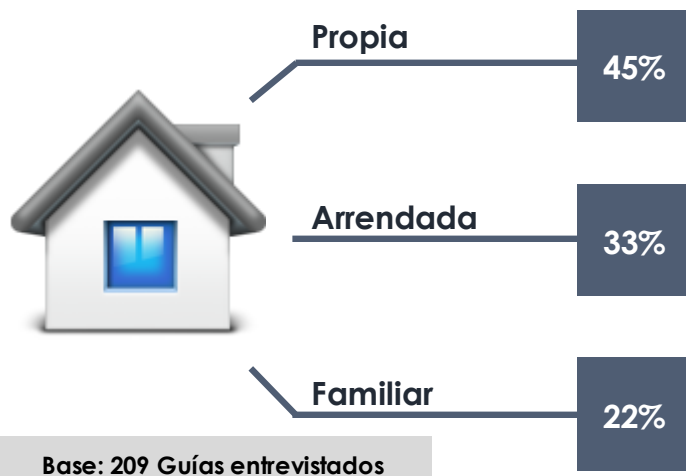 Propia
45%
Arrendada
33%
Familiar
22%
Base: 209 Guías entrevistados